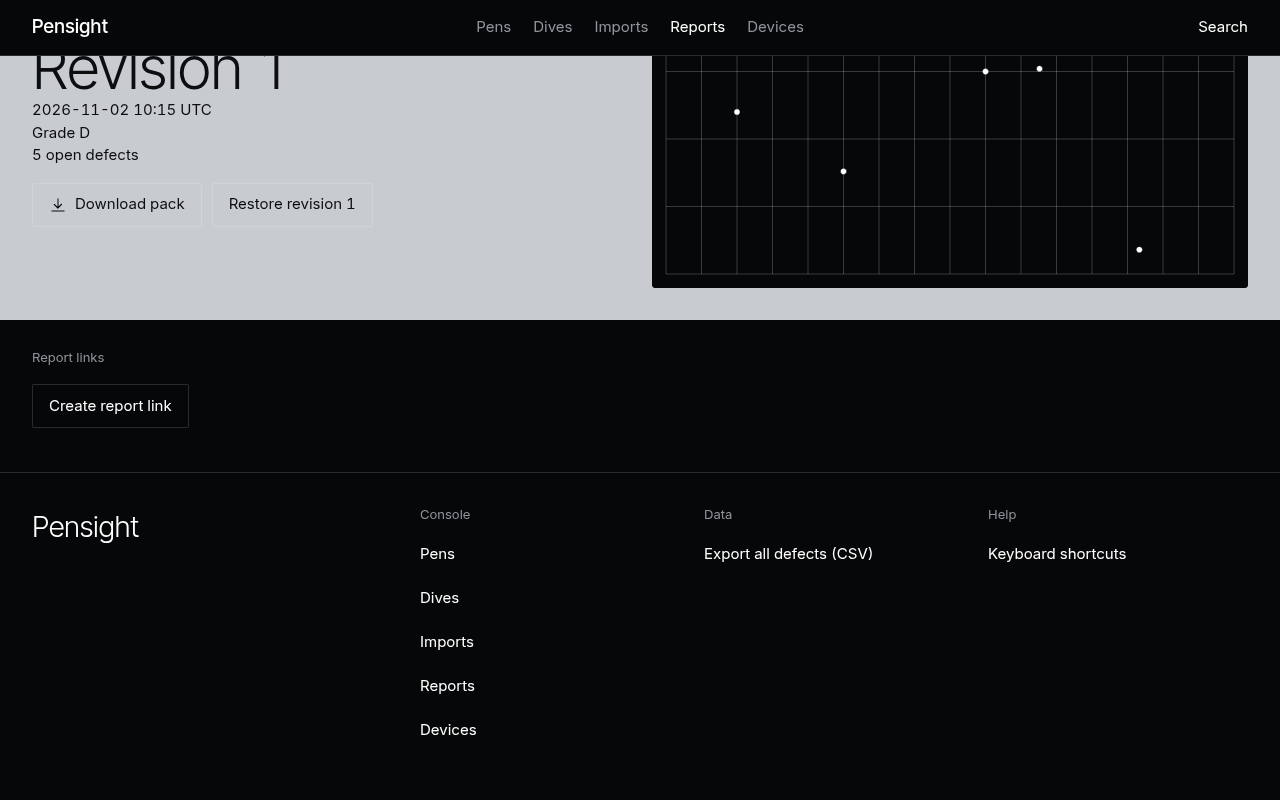 Pensight
Pens
Dives
Imports
Reports
Devices
Search
Revision 1
2026-11-02 10:15 UTC
Grade D
5 open defects
Download pack
Restore revision 1
Report links
Create report link
Pensight
Console
Pens
Dives
Imports
Reports
Devices
Data
Export all defects (CSV)
Help
Keyboard shortcuts